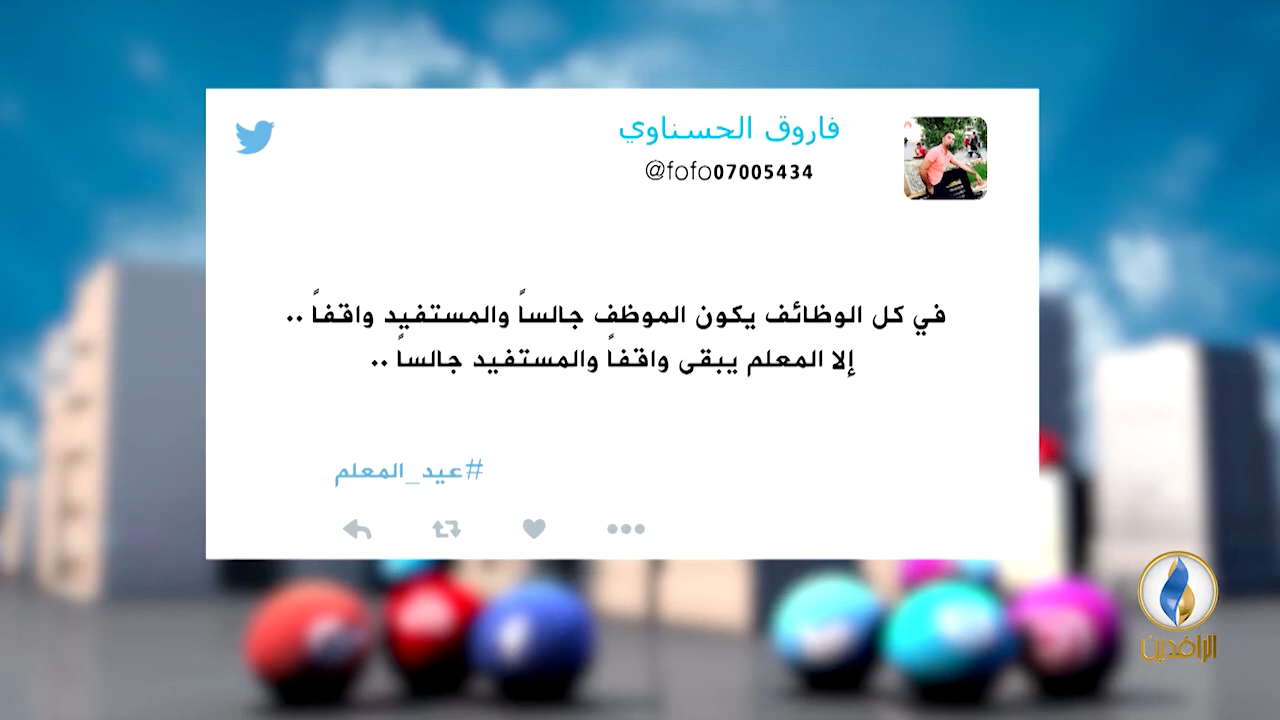 فاروق الحسناوي
@fofo07005434
في كل الوظائف يكون الموظف جالساً والمستفيد واقفاً ..
إلا المعلم يبقى واقفاً والمستفيد جالساً ..
#عيد_المعلم
الرافدين